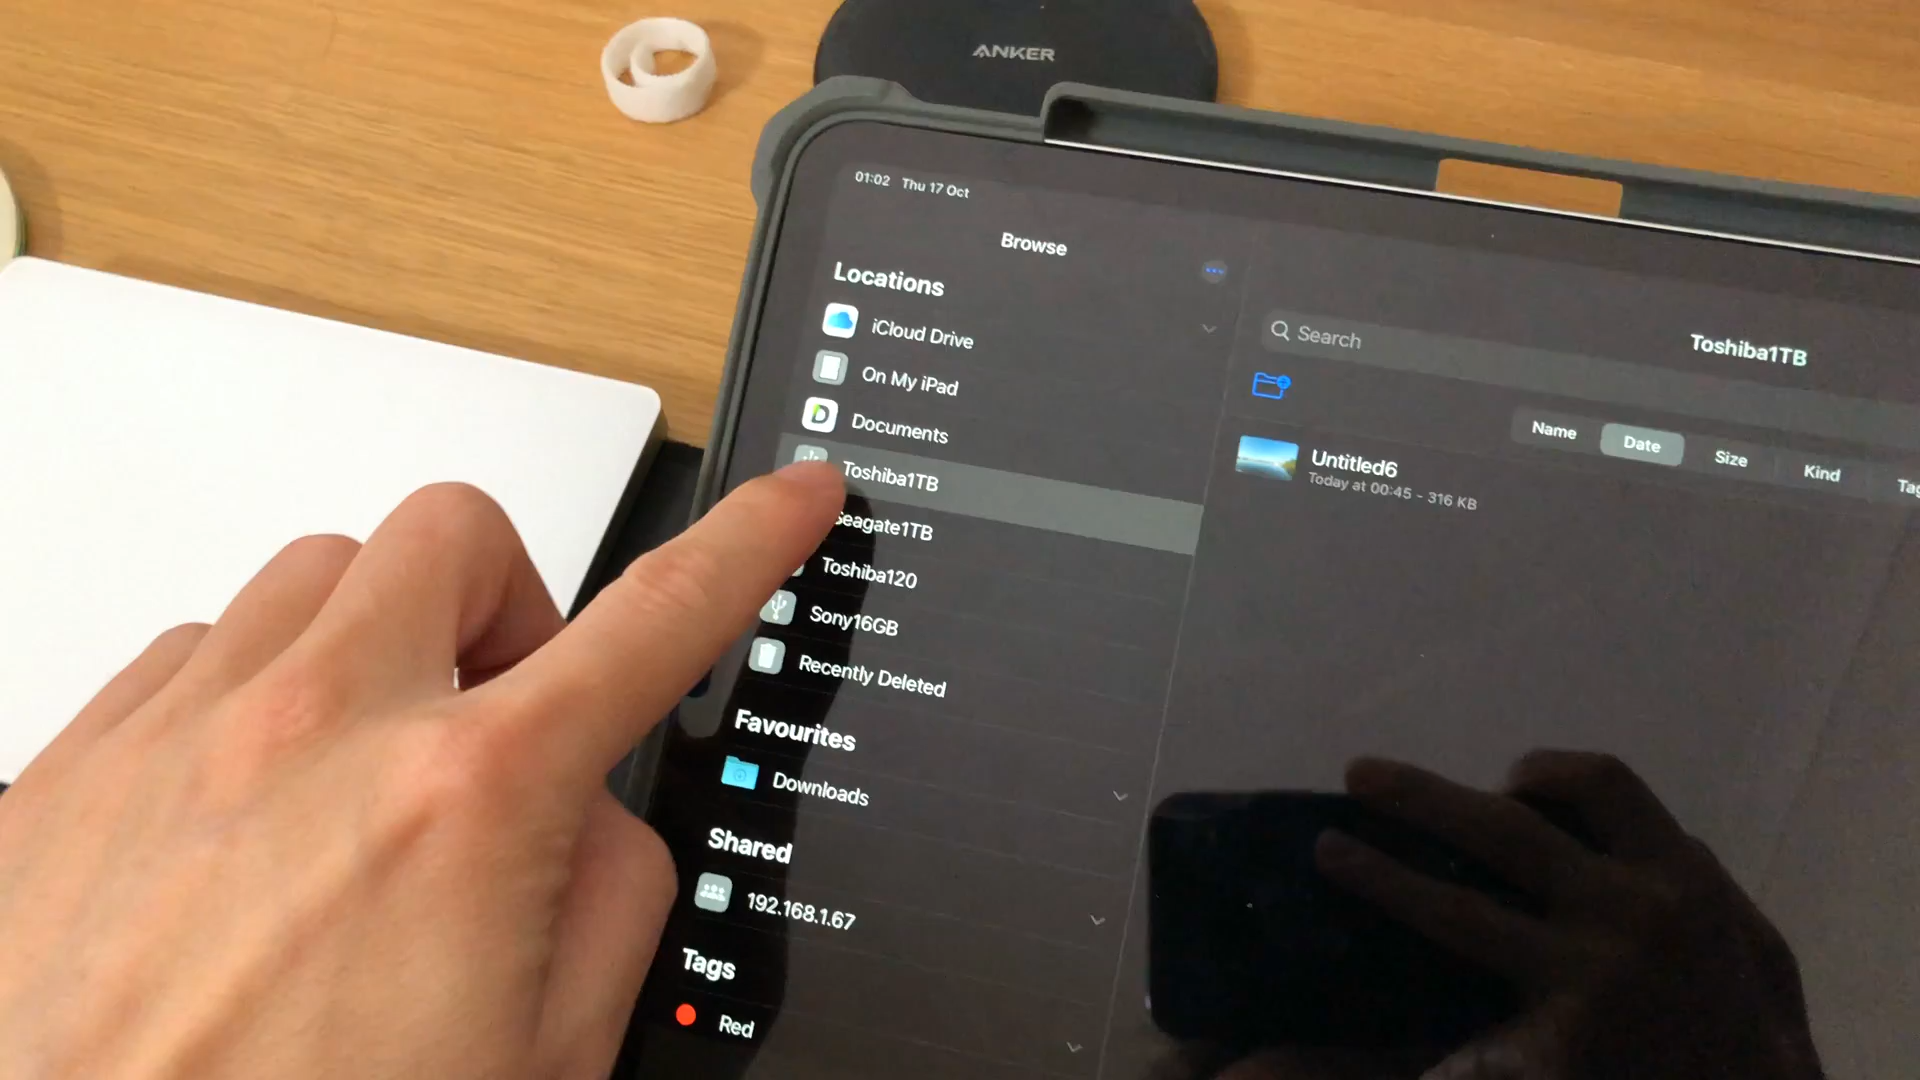 ANKER
01:02 Thu 17 Oct
Browse
Locations
iCloud Drive
On My iPad
Documents
Toshiba1TB
Seagate1TB
Toshiba120
Sony16GB
Recently Deleted
Favourites
Downloads
Shared
192.168.1.67
Tags
Red
Search
Toshiba1TB
Name Date Size Kind
Untitled6
Today at 00:45 - 316 KB